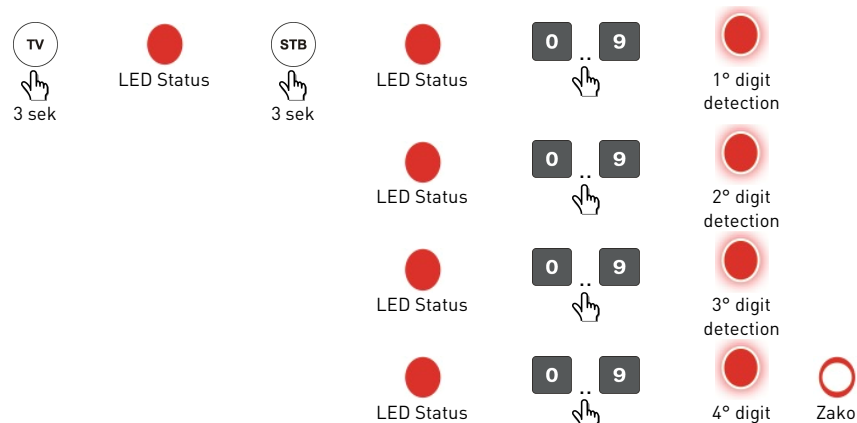 TV STB 0 .. 9
LED Status LED Status 1° digit
3 sek 3 sek detection
0 .. 9
LED Status 2° digit
detection
0 .. 9
LED Status 3° digit
detection
0 .. 9
LED Status 4° digit Zako